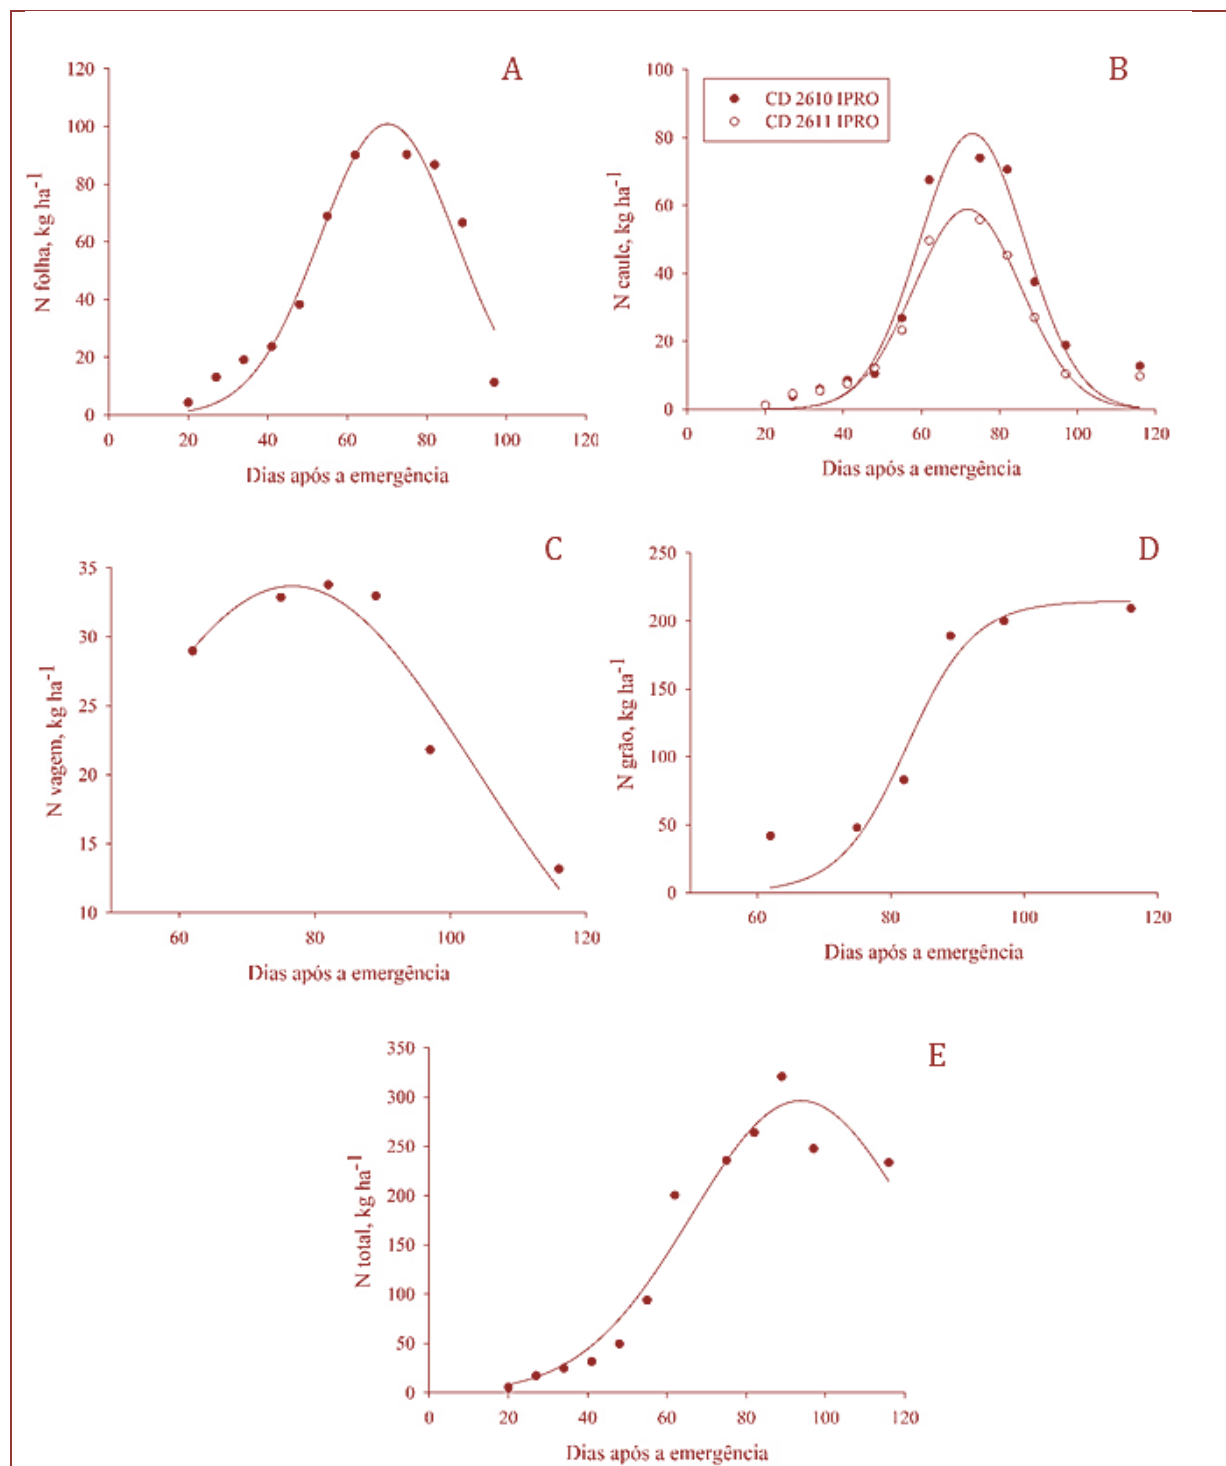 A
120
100
80
60
40
20
0
N folha, kg ha-1
0 20 40 60 80 100 120
Dias após a emergência
B
100
80
60
40
20
0
N caule, kg ha-1
CD 2610 IPRO
CD 2611 IPRO
0 20 40 60 80 100 120
Dias após a emergência
C
35
30
25
20
15
10
N vagem, kg ha-1
60 80 100 120
Dias após a emergência
D
250
200
150
100
50
0
N grão, kg ha-1
60 80 100 120
Dias após a emergência
E
350
300
250
200
150
100
50
0
N total, kg ha-1
0 20 40 60 80 100 120
Dias após a emergência